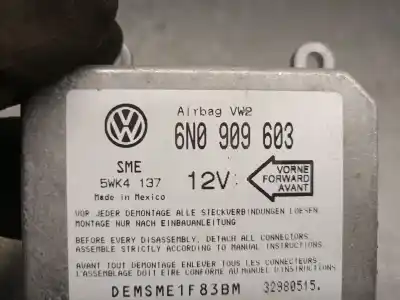 Airbag VW2
6N0 909 603
SME
5WK4 137
Made in Mexico
12V
VORNE
FORWARD
AVANT
VOR JEDER DEMONTAGE ALLE STECKVERBINDUNGEN LOESEN
MONTAGE NUR NACH EINBAUANLEITUNG
BEFORE EVERY DISASSEMBLY, DETACH ALL CONNECTORS
ASSEMBLE STRICTLY ACCORDING TO MANUAL INSTRUCTIONS
AVANT TOUT DEMONTAGE ENLEVER TOUS LES CONNECTEURS
L'ASSEMBLAGE DOIT ETRE CONFORME AU MANUEL D'INSTRUCTIONS
DEMSME1F83BM 32980515.